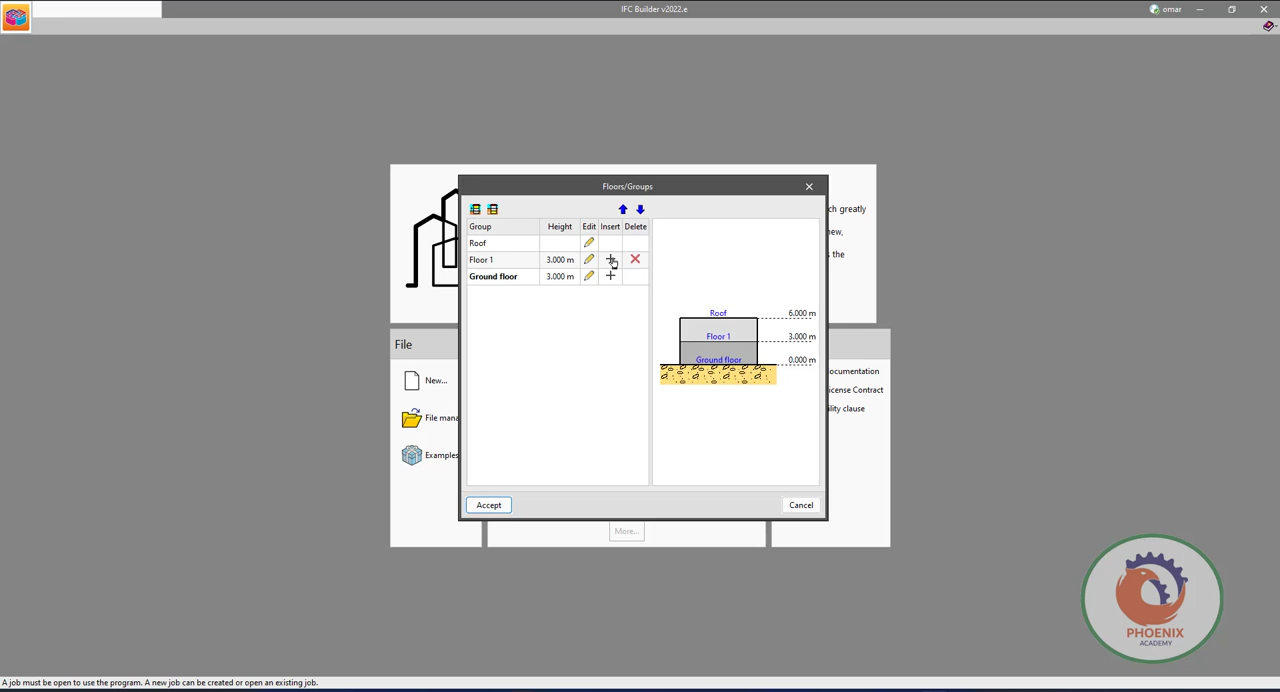 IFC Builder v2022.e
omar
Floors/Groups
ch greatly
new,
s the
Group Height Edit Insert Delete
Roof
Floor 1 3.000 m
Ground floor 3.000 m
Roof 6.000 m
Floor 1 3.000 m
Ground floor 0.000 m
File
New...
File mana
Examples
ocumentation
icense Contract
ility clause
Accept
Cancel
More...
PHOENIX
ACADEMY
A job must be open to use the program. A new job can be created or open an existing job.